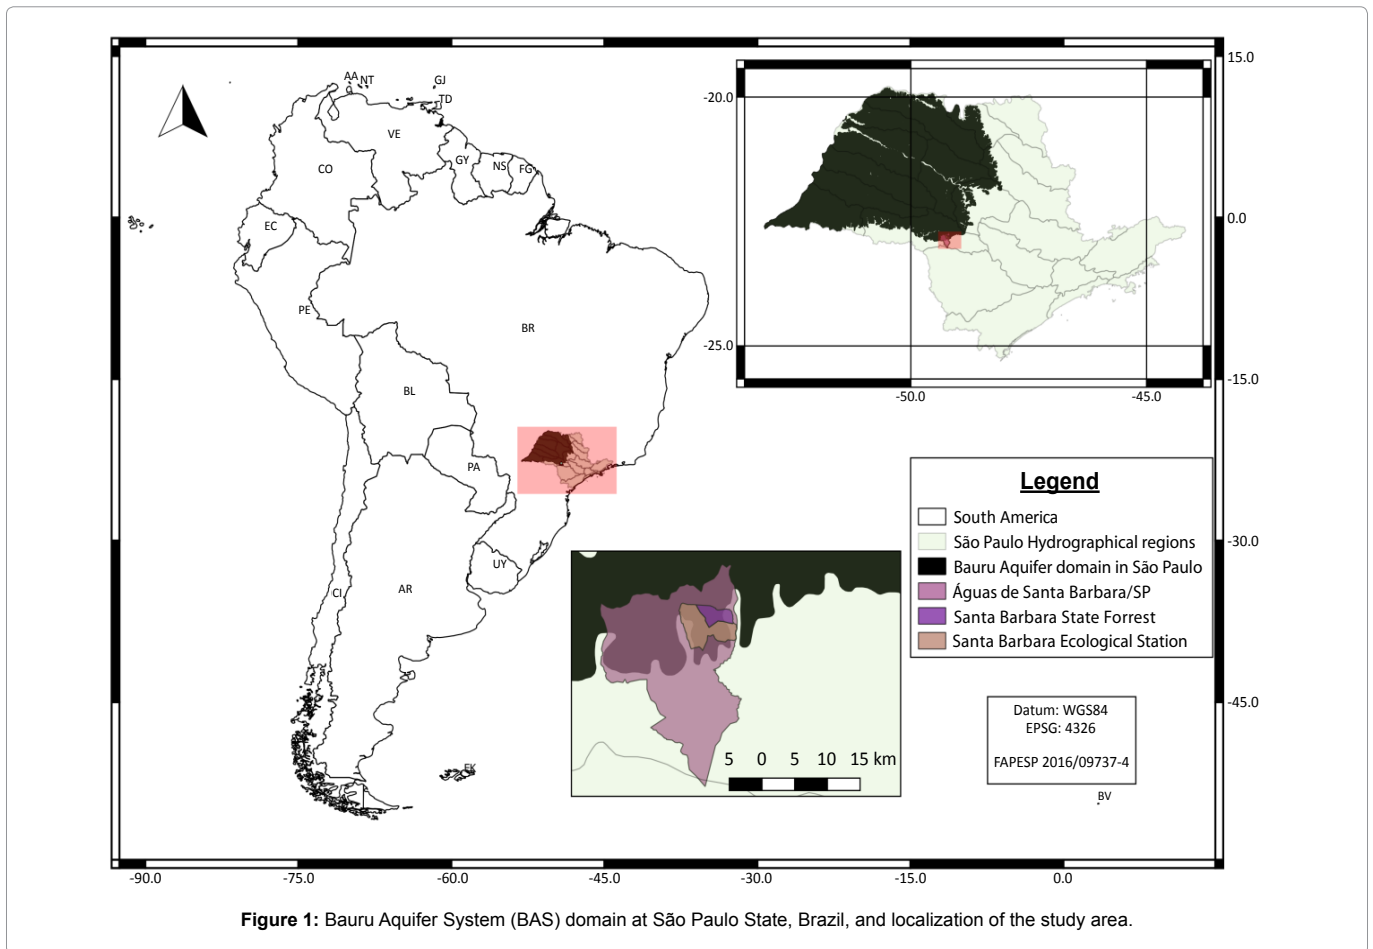 15.0
AA
NT
GJ
TD
-20.0
VE
GY
NS
FG
CO
EC
0.0
PE
BR
-25.0
-15.0
-50.0
-45.0
BL
PA
Legend
South America
São Paulo Hydrographical regions
-30.0
Bauru Aquifer domain in São Paulo
UY
CI
AR
Águas de Santa Barbara/SP
Santa Barbara State Forrest
Santa Barbara Ecological Station
-45.0
Datum: WGS84
EPSG: 4326
FAPESP 2016/09737-4
5 0 5 10 15 km
FK
BV
-90.0 -75.0 -60.0 -45.0 -30.0 -15.0 0.0
Figure 1: Bauru Aquifer System (BAS) domain at São Paulo State, Brazil, and localization of the study area.